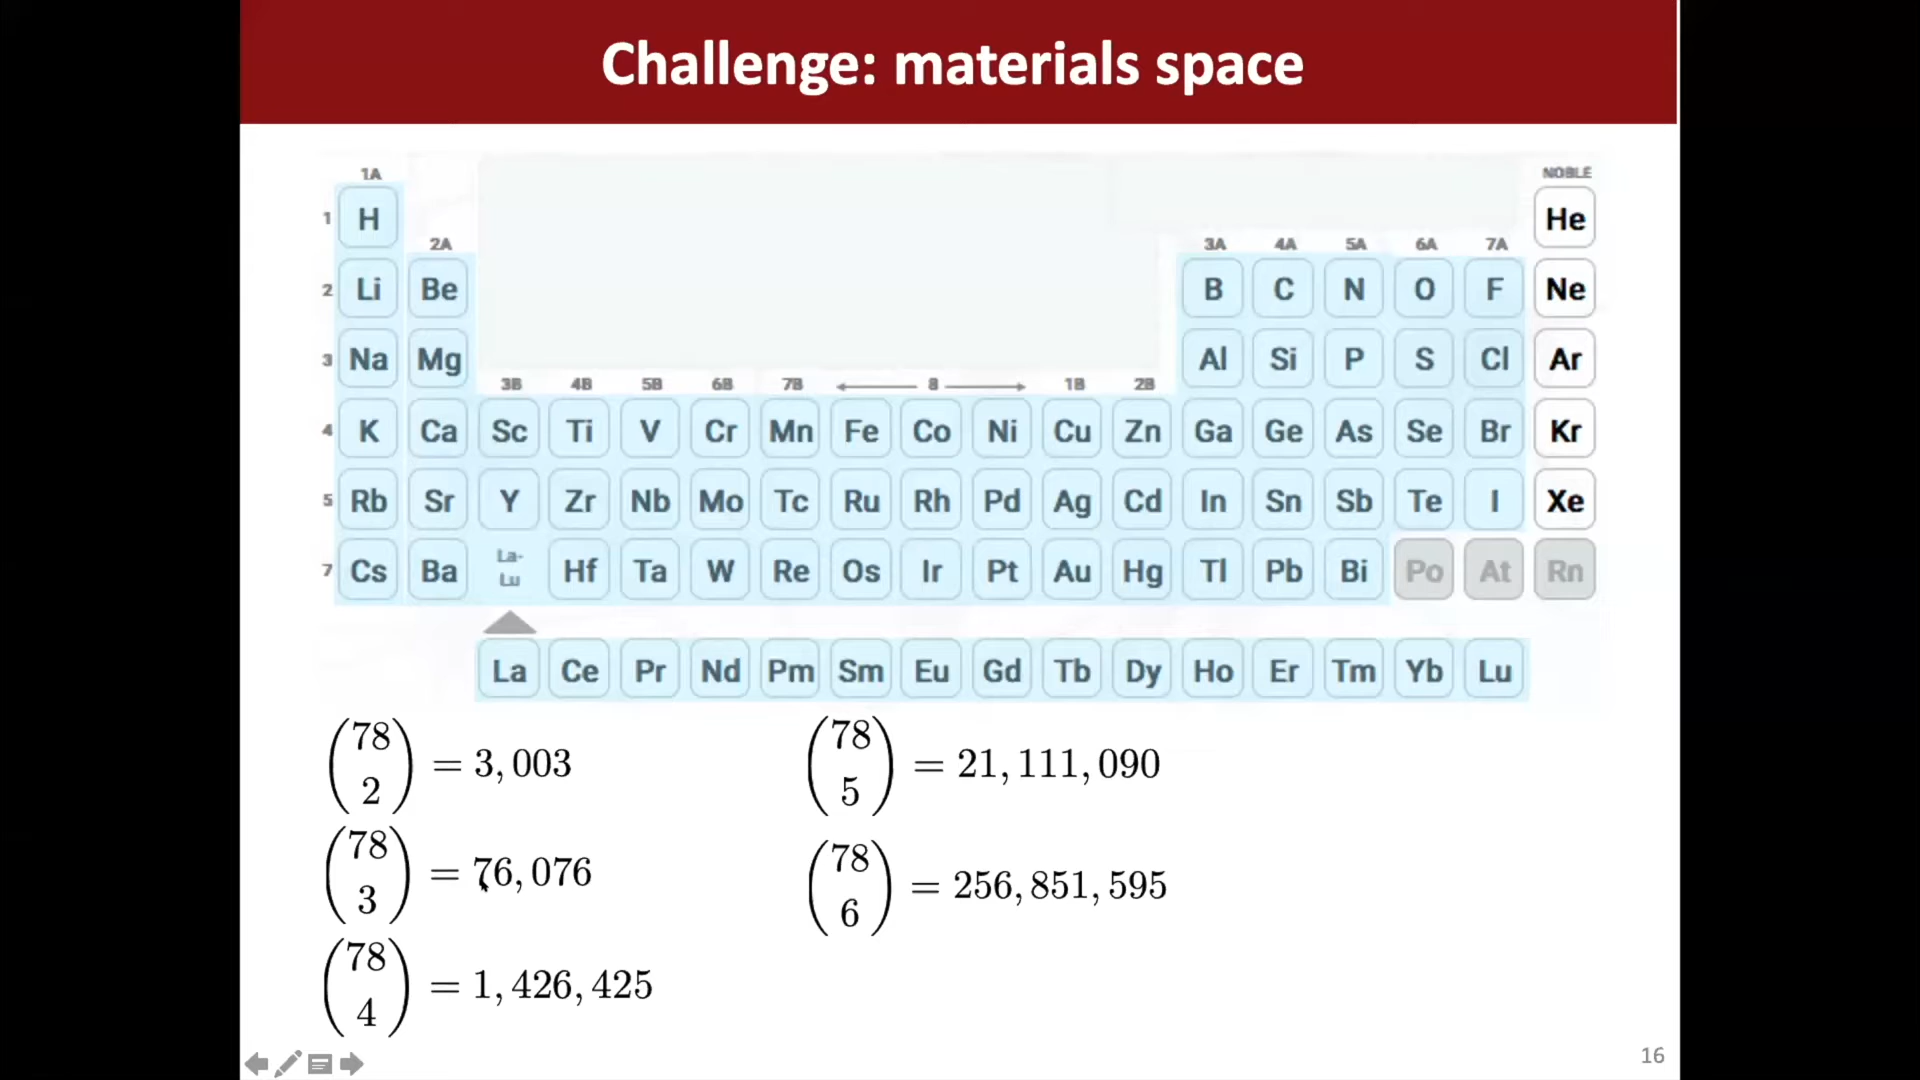 Challenge: materials space
1A
NOBLE
1 H He
2A 3A 4A 5A 6A 7A
2 Li Be B C N O F Ne
3 Na Mg Al Si P S Cl Ar
3B 4B 5B 6B 7B 8 1B 2B
4 K Ca Sc Ti V Cr Mn Fe Co Ni Cu Zn Ga Ge As Se Br Kr
5 Rb Sr Y Zr Nb Mo Tc Ru Rh Pd Ag Cd In Sn Sb Te I Xe
7 Cs Ba La-Lu Hf Ta W Re Os Ir Pt Au Hg Tl Pb Bi Po At Rn
La Ce Pr Nd Pm Sm Eu Gd Tb Dy Ho Er Tm Yb Lu
(78 2) = 3,003
(78 3) = 76,076
(78 4) = 1,426,425
(78 5) = 21,111,090
(78 6) = 256,851,595
16